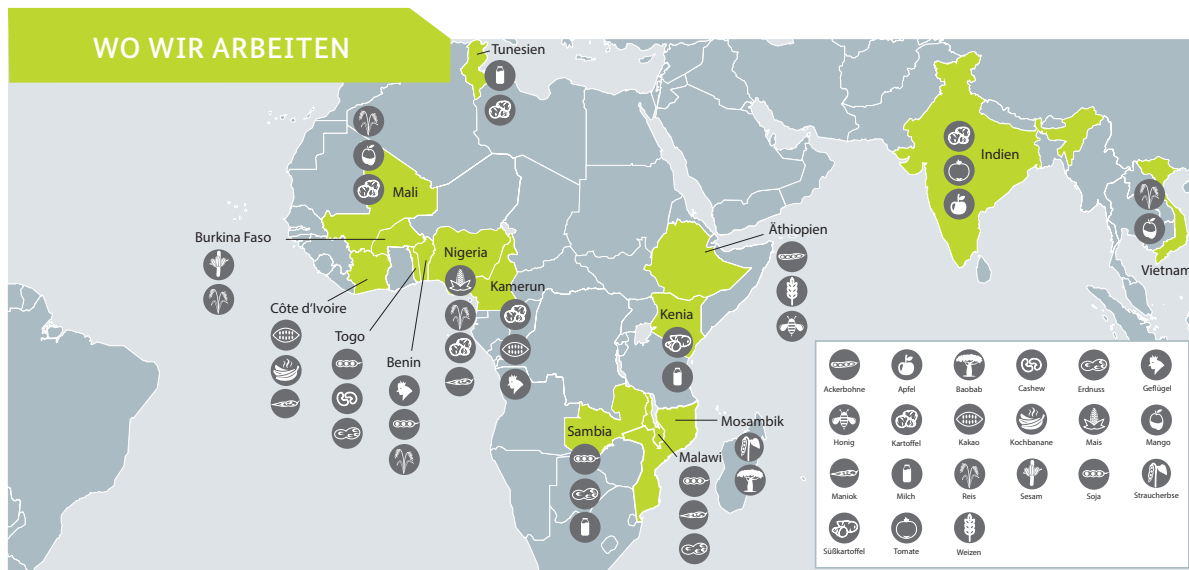 WO WIR ARBEITEN
Tunesien
Mali
Indien
Burkina Faso
Nigeria
Äthiopien
Vietnam
Kamerun
Côte d'Ivoire
Togo
Kenia
Benin
Sambia
Mosambik
Malawi
Ackerbohne
Apfel
Baobab
Cashew
Erdnuss
Geflügel
Honig
Kartoffel
Kakao
Kochbanane
Mais
Mango
Maniok
Milch
Reis
Sesam
Soja
Straucherbse
Süßkartoffel
Tomate
Weizen